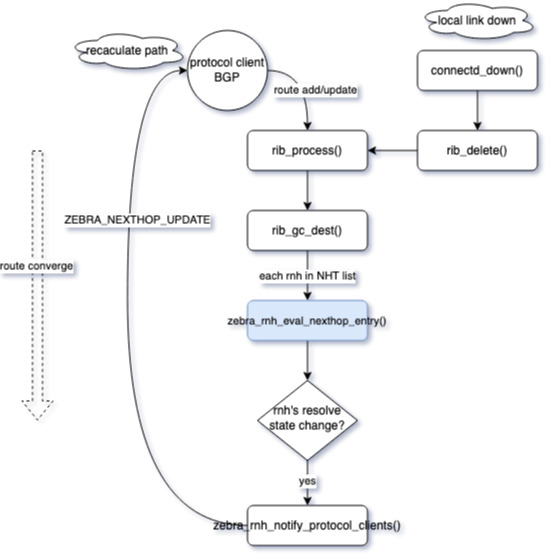 local link down
recaculate path
protocol client
BGP
connectd_down()
route add/update
rib_process()
rib_delete()
ZEBRA_NEXTHOP_UPDATE
rib_gc_dest()
route converge
each rnh in NHT list
zebra_rnh_eval_nexthop_entry()
rnh's resolve
state change?
yes
zebra_rnh_notify_protocol_clients()